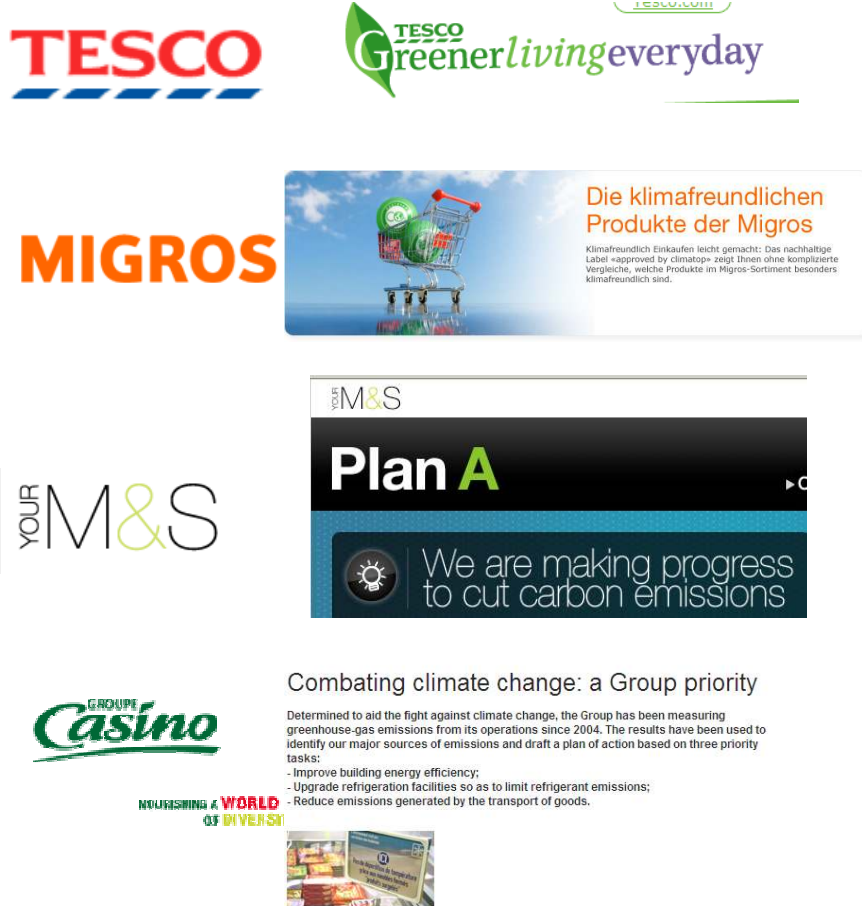 Tesco.com
TESCO
TESCO
Greenerlivingeveryday
MIGROS
Die klimafreundlichen
Produkte der Migros
Klimafreundlich Einkaufen leicht gemacht: Das nachhaltige
Label «approved by climatop» zeigt Ihnen ohne komplizierte
Vergleiche, welche Produkte im Migros-Sortiment besonders
klimafreundlich sind.
YOUR M&S
Plan A
We are making progress
to cut carbon emissions
YOUR M&S
GROUPE
Casino
NOURISHING A WORLD
OF
Combating climate change: a Group priority
Determined to aid the fight against climate change, the Group has been measuring
greenhouse-gas emissions from its operations since 2004. The results have been used to
identify our major sources of emissions and draft a plan of action based on three priority
tasks:
- Improve building energy efficiency;
- Upgrade refrigeration facilities so as to limit refrigerant emissions;
- Reduce emissions generated by the transport of goods.